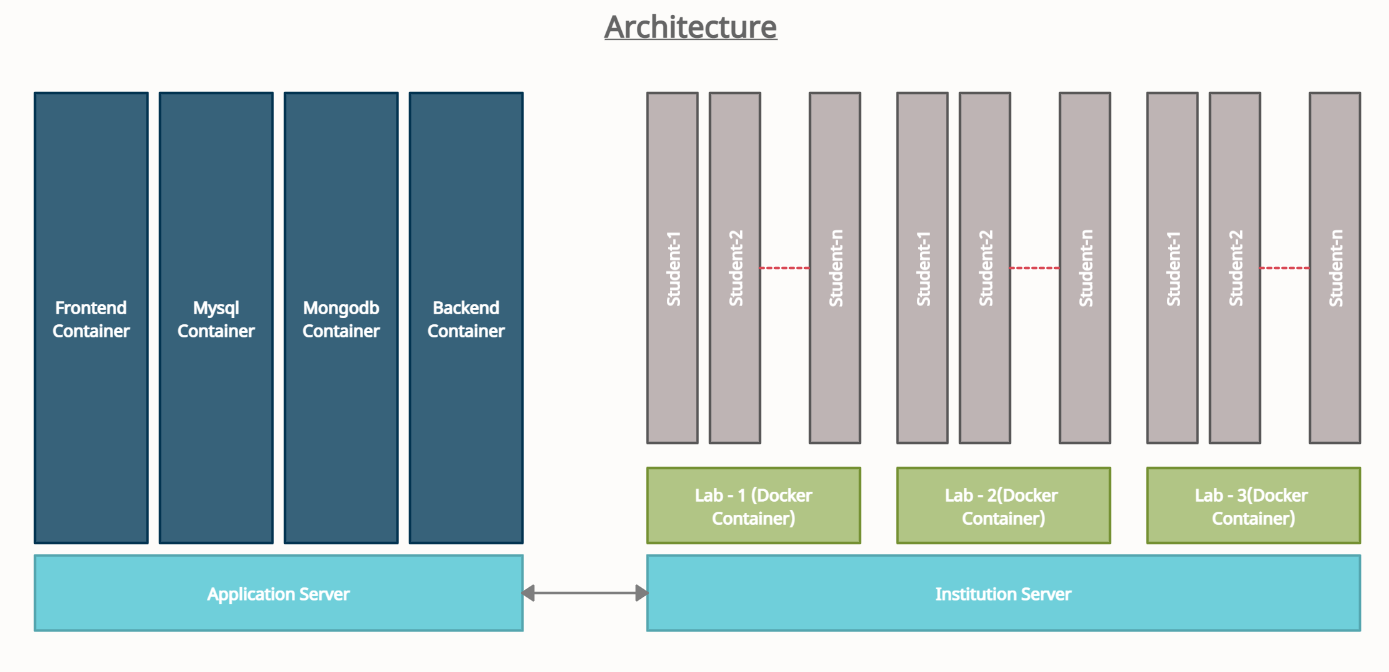 Architecture
Frontend
Container
Mysql
Container
Mongodb
Container
Backend
Container
Application Server
Student-1
Student-2
Student-n
Lab - 1 (Docker
Container)
Student-1
Student-2
Student-n
Lab - 2(Docker
Container)
Student-1
Student-2
Student-n
Lab - 3(Docker
Container)
Institution Server